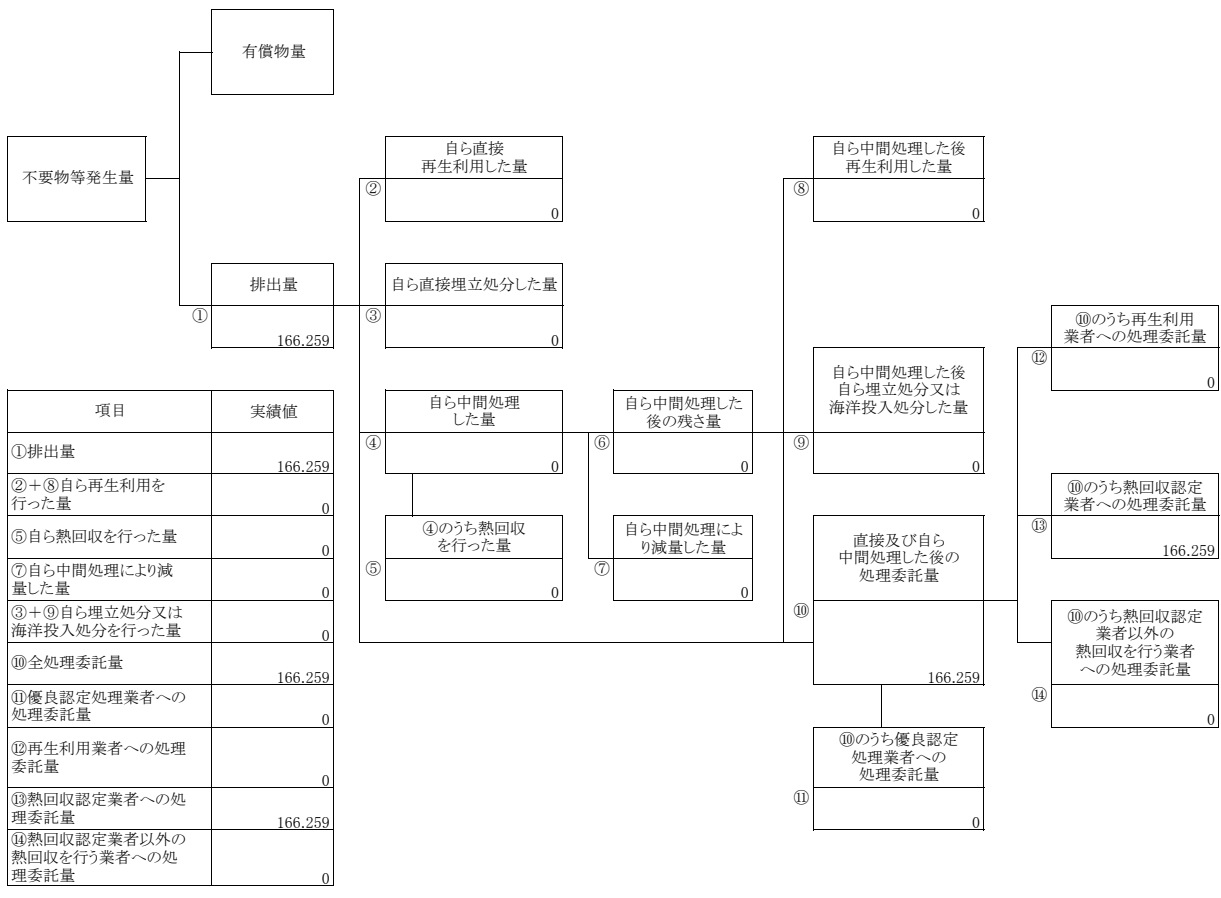 有償物量
不要物等発生量
自ら直接
再生利用した量
②
0
自ら中間処理した後
再生利用した量
⑧
0
排出量
①
166.259
自ら直接埋立処分した量
③
0
⑩のうち再生利用
業者への処理委託量
⑫
0
自ら中間処理
した量
④
0
自ら中間処理した
後の残さ量
⑥
0
自ら中間処理した後
自ら埋立処分又は
海洋投入処分した量
⑨
0
⑩のうち熱回収認定
業者への処理委託量
⑬
166.259
④のうち熱回収
を行った量
⑤
0
自ら中間処理によ
り減量した量
⑦
0
直接及び自ら
中間処理した後の
処理委託量
⑩
166.259
⑩のうち熱回収認定
業者以外の
熱回収を行う業者
への処理委託量
⑭
0
⑩のうち優良認定
処理業者への
処理委託量
⑪
0
項目
実績値
①排出量
166.259
②＋⑧自ら再生利用を
行った量
0
⑤自ら熱回収を行った量
0
⑦自ら中間処理により減
量した量
0
③＋⑨自ら埋立処分又は
海洋投入処分を行った量
0
⑩全処理委託量
166.259
⑪優良認定処理業者への
処理委託量
0
⑫再生利用業者への処理
委託量
0
⑬熱回収認定業者への処
理委託量
166.259
⑭熱回収認定業者以外の
熱回収を行う業者への処
理委託量
0